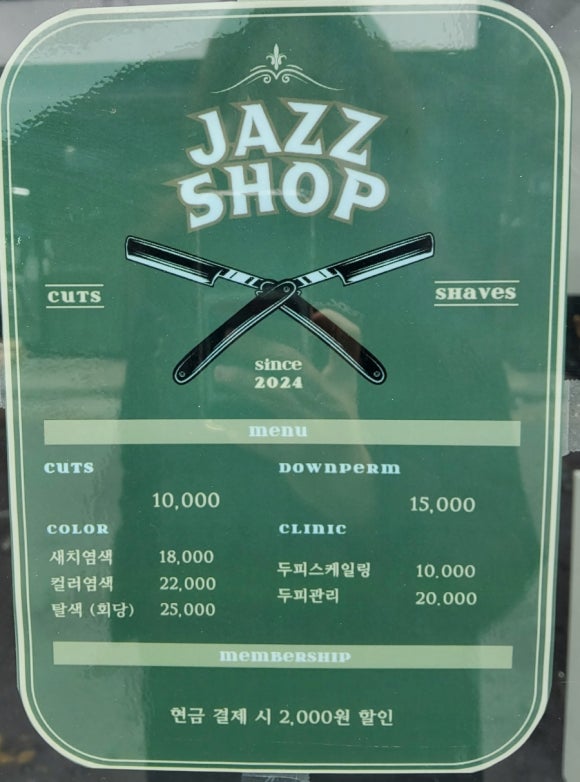 JAZZ
SHOP
CUTS
SHaves
since
2024
menu
CUTS
10,000
DOWNPERM
15,000
COLOR
새치염색 18,000
컬러염색 22,000
탈색 (회당) 25,000
CLINIC
두피스케일링 10.000
두피관리 20.000
memBERSHIP
현금 결제 시 2,000원 할인